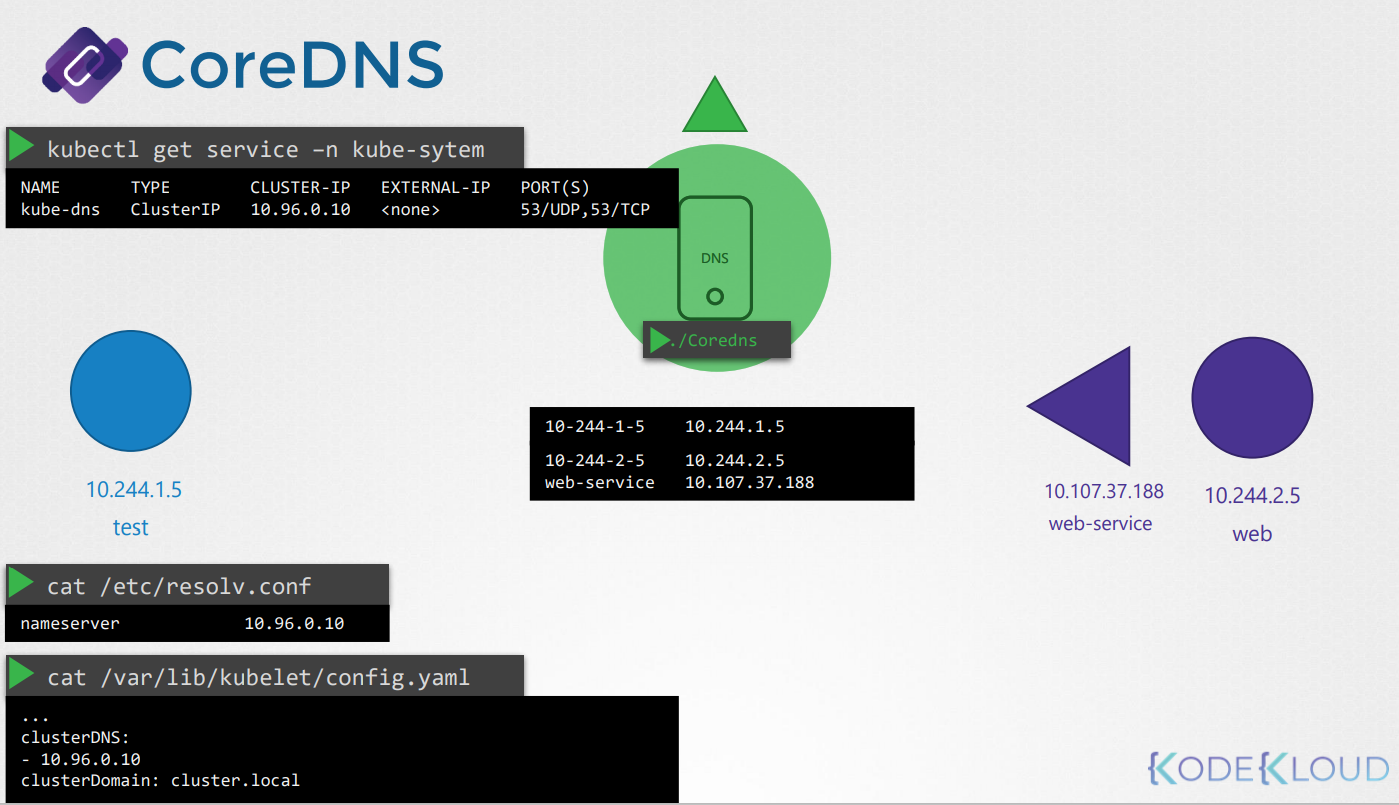 CoreDNS
kubectl get service –n kube-sytem
NAME TYPE CLUSTER-IP EXTERNAL-IP PORT(S)
kube-dns ClusterIP 10.96.0.10 <none> 53/UDP,53/TCP
DNS
./Coredns
10-244-1-5 10.244.1.5
10-244-2-5 10.244.2.5
web-service 10.107.37.188
10.244.1.5
test
10.107.37.188
web-service
10.244.2.5
web
cat /etc/resolv.conf
nameserver 10.96.0.10
cat /var/lib/kubelet/config.yaml
...
clusterDNS:
- 10.96.0.10
clusterDomain: cluster.local
KODEKLOUD